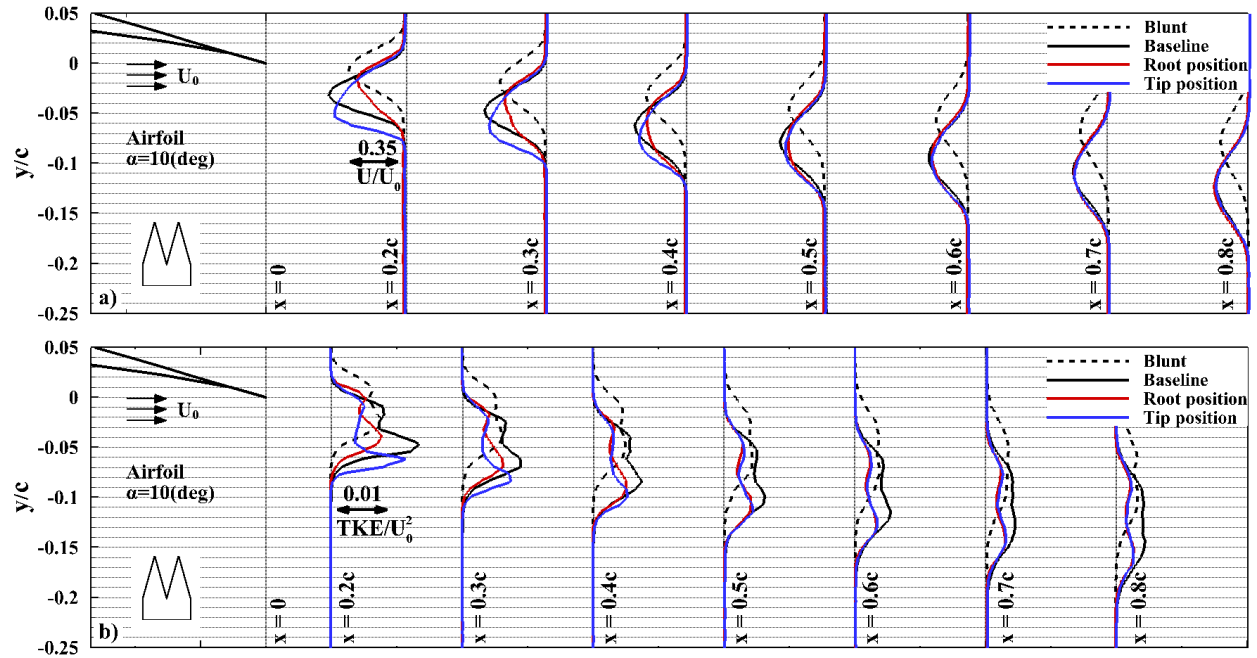 0.05
0
-0.05
-0.1
-0.15
-0.2
-0.25
y/c
U₀
Airfoil
α=10(deg)
0.35
U/U₀
a)
x = 0
x = 0.2c
x = 0.3c
x = 0.4c
x = 0.5c
x = 0.6c
x = 0.7c
x = 0.8c
Blunt
Baseline
Root position
Tip position
0.05
0
-0.05
-0.1
-0.15
-0.2
-0.25
y/c
U₀
Airfoil
α=10(deg)
0.01
TKE/U₀²
b)
x = 0
x = 0.2c
x = 0.3c
x = 0.4c
x = 0.5c
x = 0.6c
x = 0.7c
x = 0.8c
Blunt
Baseline
Root position
Tip position